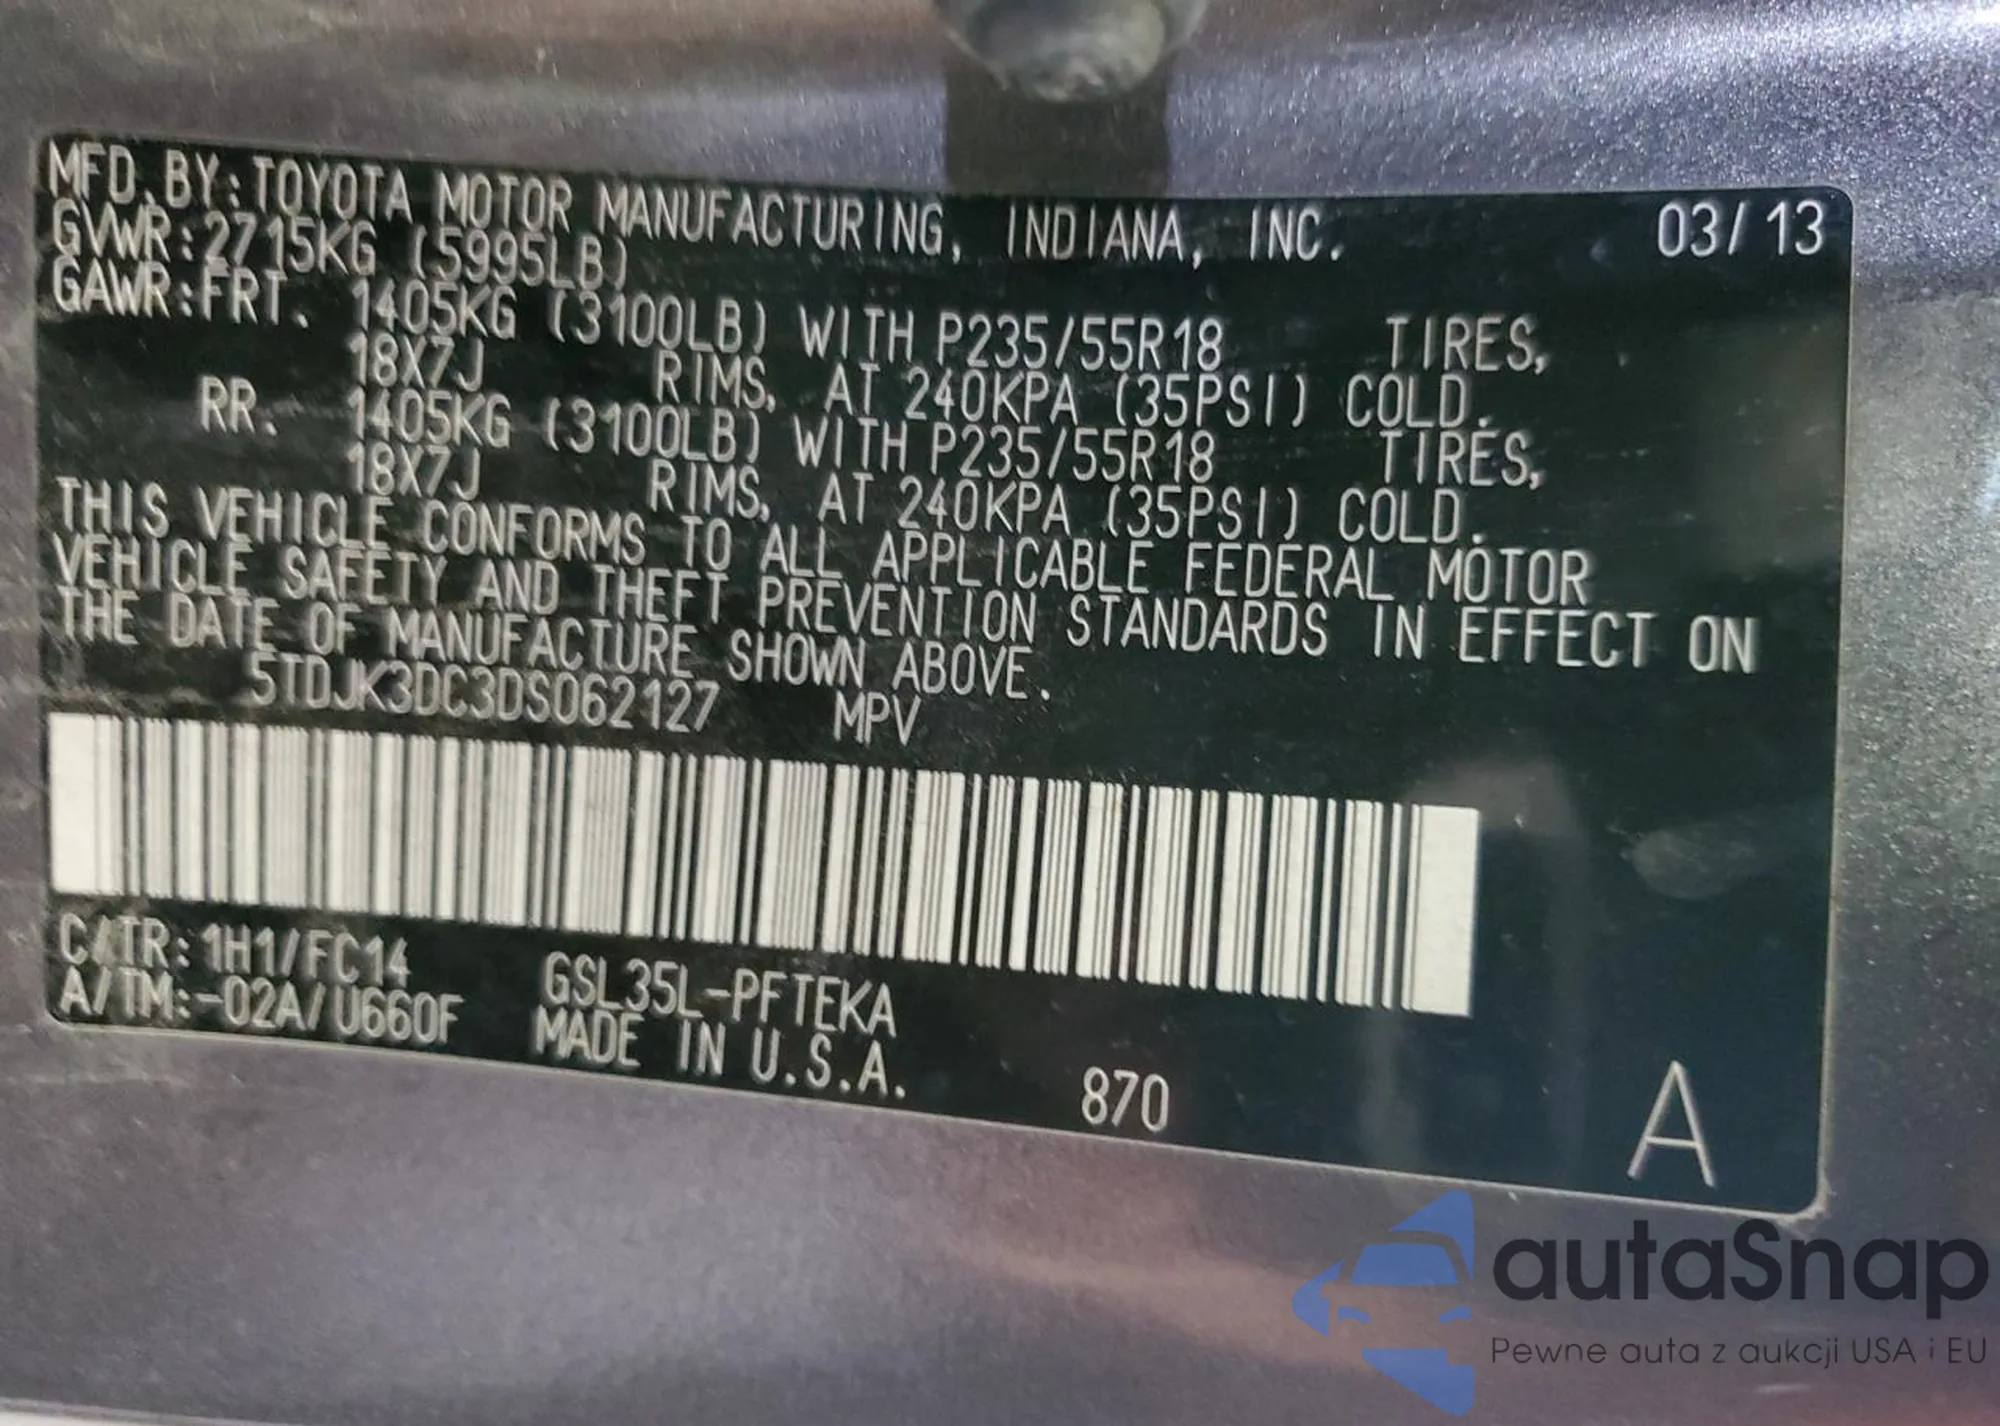 MFD.BY:TOYOTA MOTOR MANUFACTURING, INDIANA, INC. 03/13
GVWR:2715KG (5995LB)
GAWR:FRT. 1405KG (3100LB) WITH P235/55R18 TIRES,
18X7J RIMS, AT 240KPA (35PSI) COLD.
RR. 1405KG (3100LB) WITH P235/55R18 TIRES,
18X7J RIMS, AT 240KPA (35PSI) COLD.
THIS VEHICLE CONFORMS TO ALL APPLICABLE FEDERAL MOTOR
VEHICLE SAFETY AND THEFT PREVENTION STANDARDS IN EFFECT ON
THE DATE OF MANUFACTURE SHOWN ABOVE.
5TDJK3DC3DS062127 MPV
C/TR: 1H1/FC14 GSL35L-PFTEKA
A/TM:-02A/U660F MADE IN U.S.A.
870
A
autaSnap
Pewne auta z aukcji USA i EU